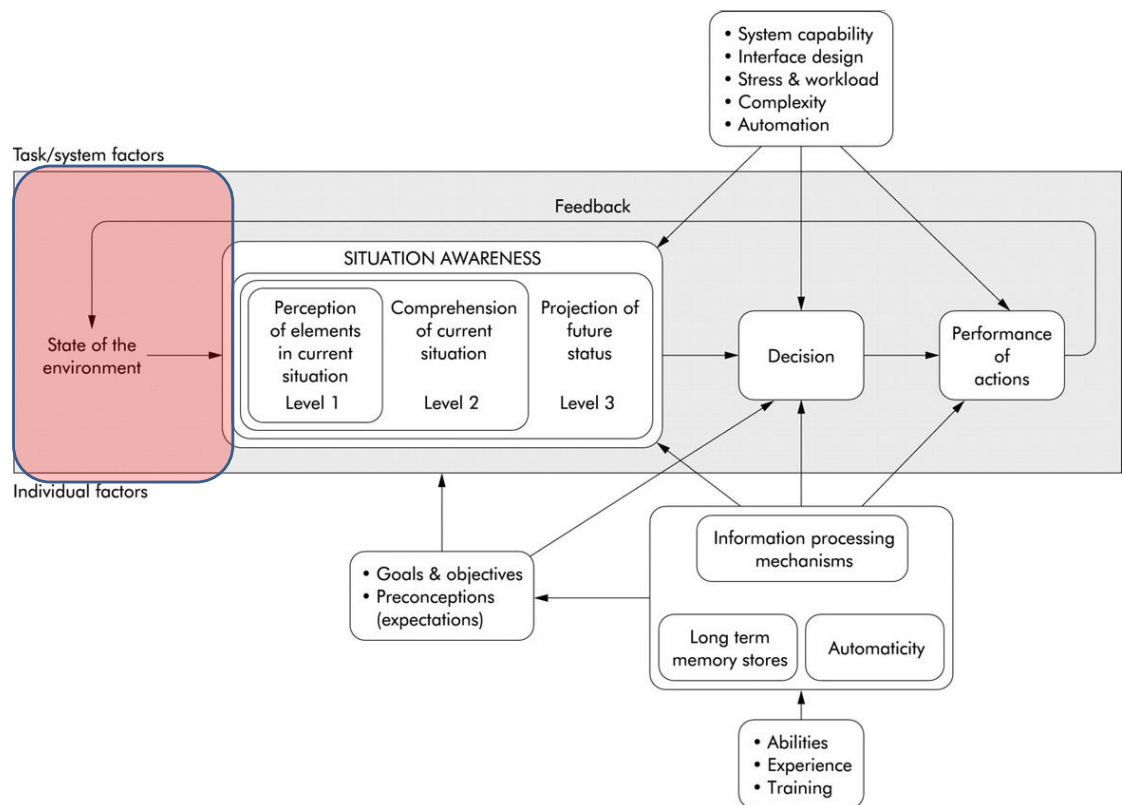 • System capability
• Interface design
• Stress & workload
• Complexity
• Automation
Task/system factors
Feedback
SITUATION AWARENESS
Perception
of elements
in current
situation
Level 1
Comprehension
of current
situation
Level 2
Projection of
future
status
Level 3
State of the
environment
Decision
Performance
of
actions
Individual factors
• Goals & objectives
• Preconceptions
(expectations)
Information processing
mechanisms
Long term
memory stores
Automaticity
• Abilities
• Experience
• Training